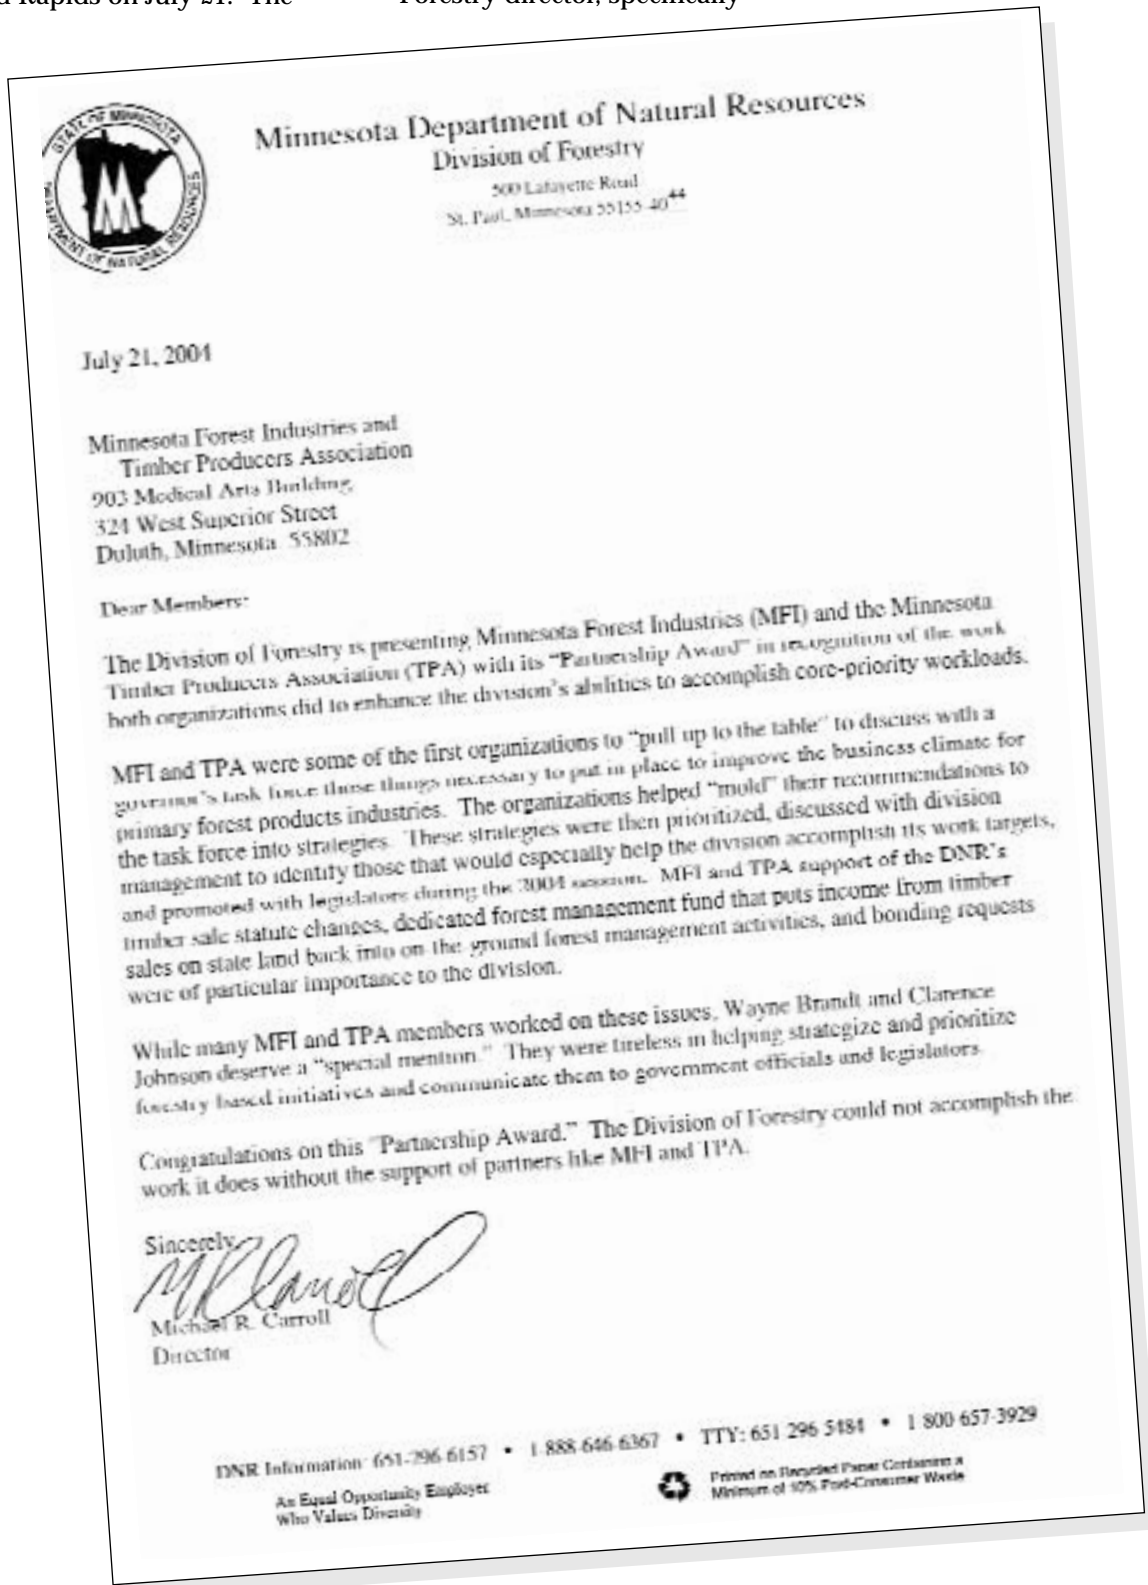 d Rapids on July 21. The
Forestry director, specifically
STATE OF MINNESOTA
DEPARTMENT OF NATURAL RESOURCES
Minnesota Department of Natural Resources
Division of Forestry
500 Lafayette Road
St. Paul, Minnesota 55155-4044
July 21, 2004
Minnesota Forest Industries and
Timber Producers Association
903 Medical Arts Building
324 West Superior Street
Duluth, Minnesota 55802
Dear Members:
The Division of Forestry is presenting Minnesota Forest Industries (MFI) and the Minnesota
Timber Producers Association (TPA) with its “Partnership Award” in recognition of the work
both organizations did to enhance the division’s abilities to accomplish core-priority workloads.
MFI and TPA were some of the first organizations to “pull up to the table” to discuss with a
governor’s task force those things necessary to put in place to improve the business climate for
primary forest products industries. The organizations helped “mold” their recommendations to
the task force into strategies. These strategies were then prioritized, discussed with division
management to identify those that would especially help the division accomplish its work targets,
and promoted with legislators during the 2004 session. MFI and TPA support of the DNR’s
timber sale statute changes, dedicated forest management fund that puts income from timber
sales on state land back into on-the-ground forest management activities, and bonding requests
were of particular importance to the division.
While many MFI and TPA members worked on these issues, Wayne Brandt and Clarence
Johnson deserve a “special mention.” They were tireless in helping strategize and prioritize
forestry based initiatives and communicate them to government officials and legislators.
Congratulations on this “Partnership Award.” The Division of Forestry could not accomplish the
work it does without the support of partners like MFI and TPA.
Sincerely,
MRCarroll
Michael R. Carroll
Director
DNR Information: 651-296-6157 • 1-888-646-6367 • TTY: 651-296-5484 • 1-800-657-3929
An Equal Opportunity Employer
Who Values Diversity
Printed on Recycled Paper Containing a
Minimum of 10% Post-Consumer Waste